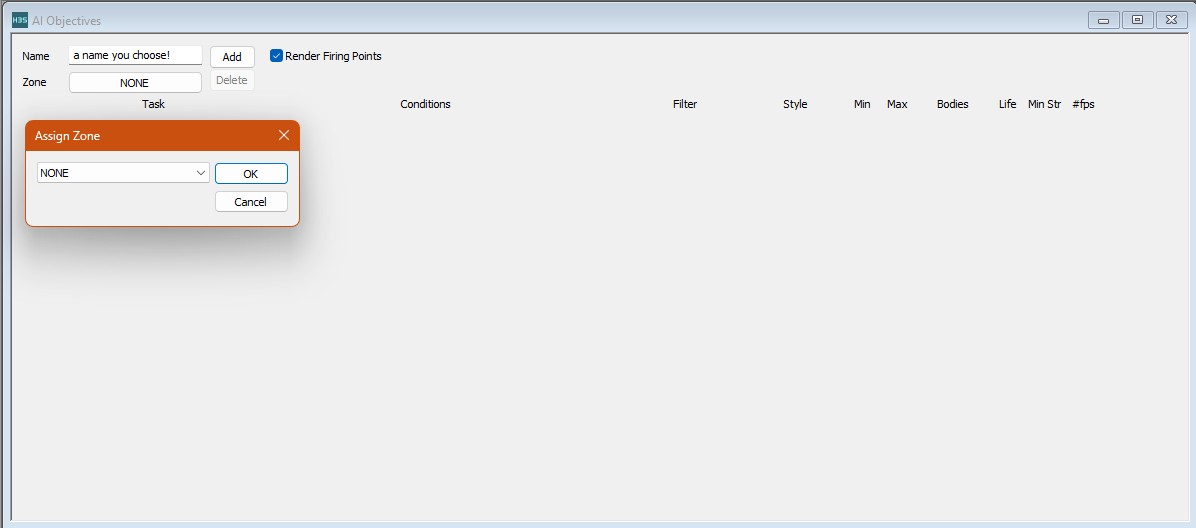 H3S AI Objectives
Name a name you choose! Add Render Firing Points
Zone NONE Delete
Task Conditions Filter Style Min Max Bodies Life Min Str #fps
Assign Zone
NONE OK
Cancel